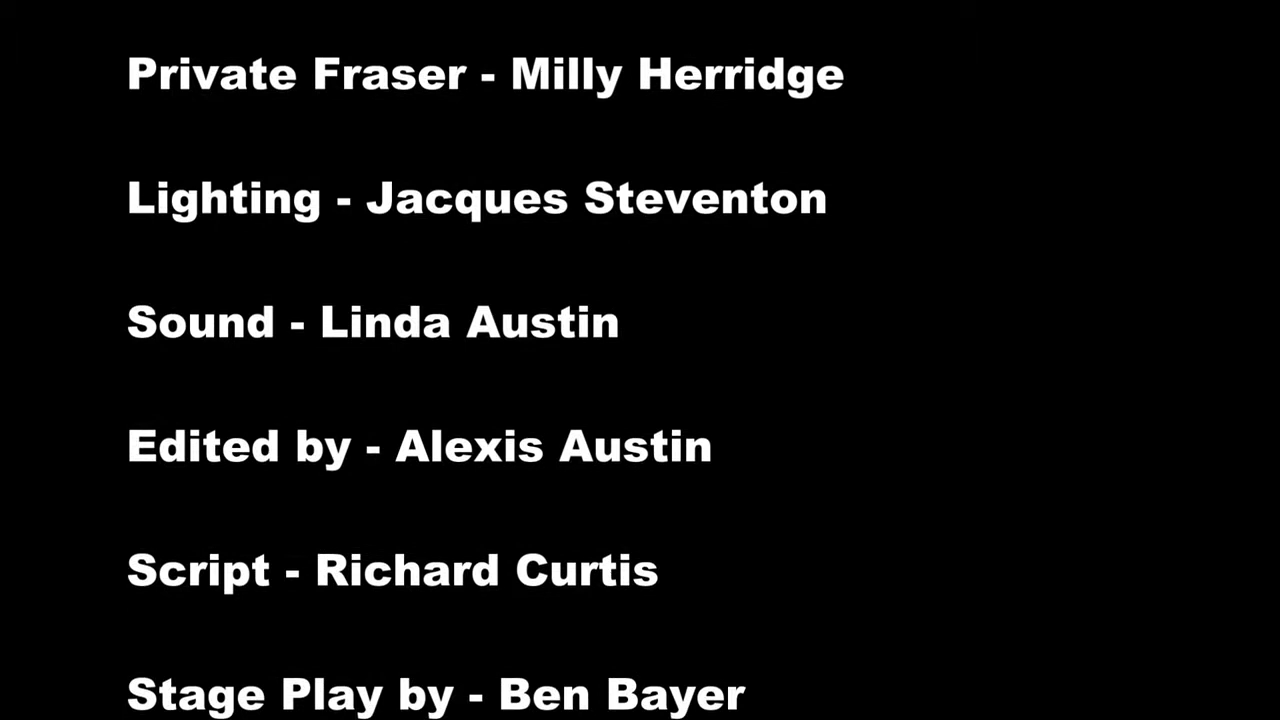 Private Fraser - Milly Herridge
Lighting - Jacques Steventon
Sound - Linda Austin
Edited by - Alexis Austin
Script - Richard Curtis
Stage Play by - Ben Bayer